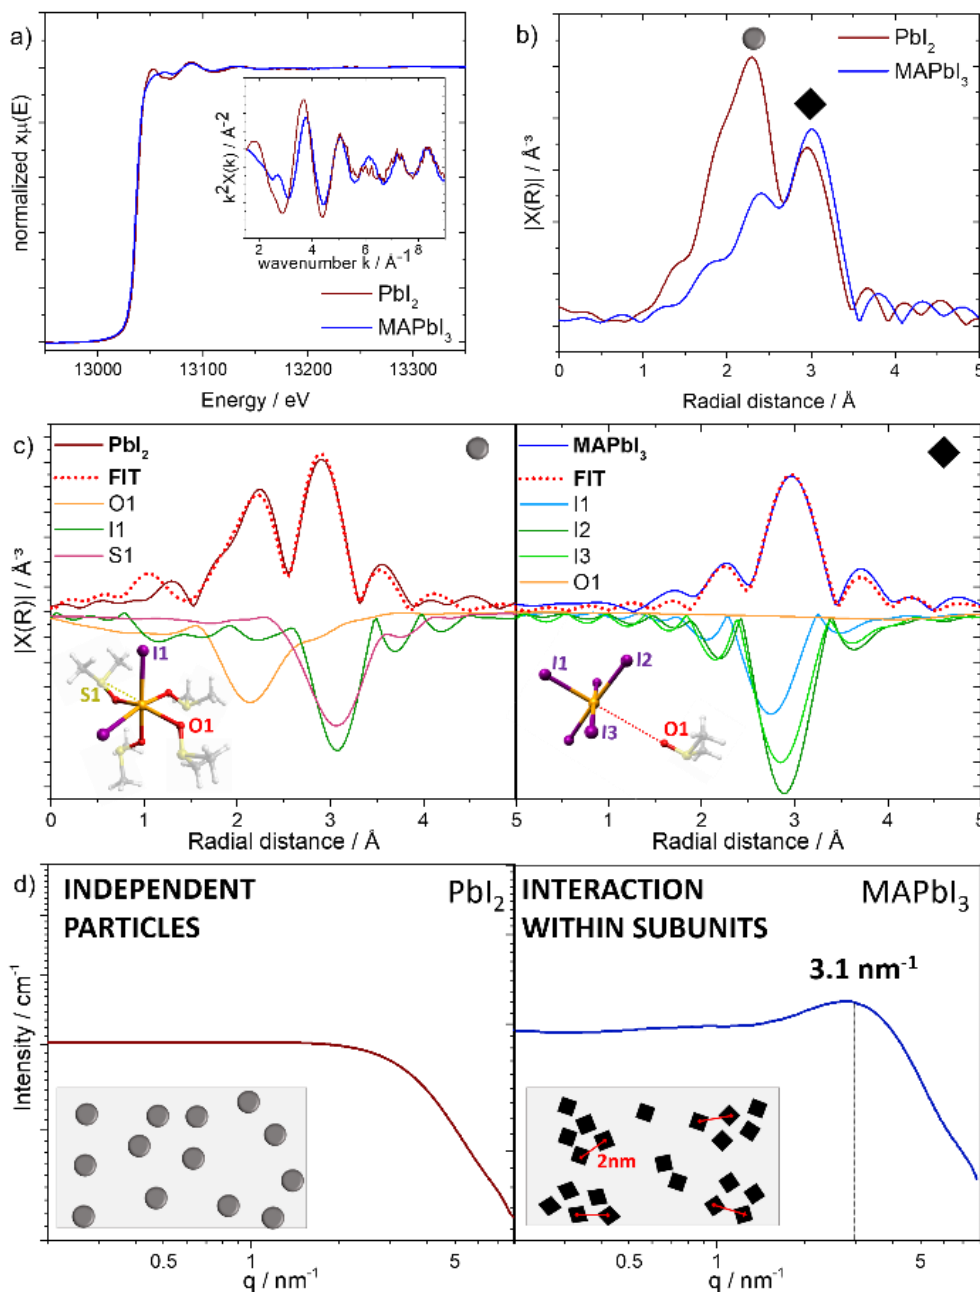 a)
normalized xμ(E)
k²X(k) / Å⁻²
2 4 6 8
wavenumber k / Å⁻¹
PbI₂
MAPbI₃
13000 13100 13200 13300
Energy / eV
b)
PbI₂
MAPbI₃
|X(R)| / Å⁻³
0 1 2 3 4 5
Radial distance / Å
c)
PbI₂
FIT
O1
I1
S1
|X(R)| / Å⁻³
I1
S1
O1
0 1 2 3 4 5
Radial distance / Å
MAPbI₃
FIT
I1
I2
I3
O1
I1
I2
I3
O1
1 2 3 4 5
Radial distance / Å
d)
INDEPENDENT
PARTICLES
PbI₂
Intensity / cm⁻¹
0.5 1 5
q / nm⁻¹
INTERACTION
WITHIN SUBUNITS
MAPbI₃
3.1 nm⁻¹
2nm
0.5 1 5
q / nm⁻¹